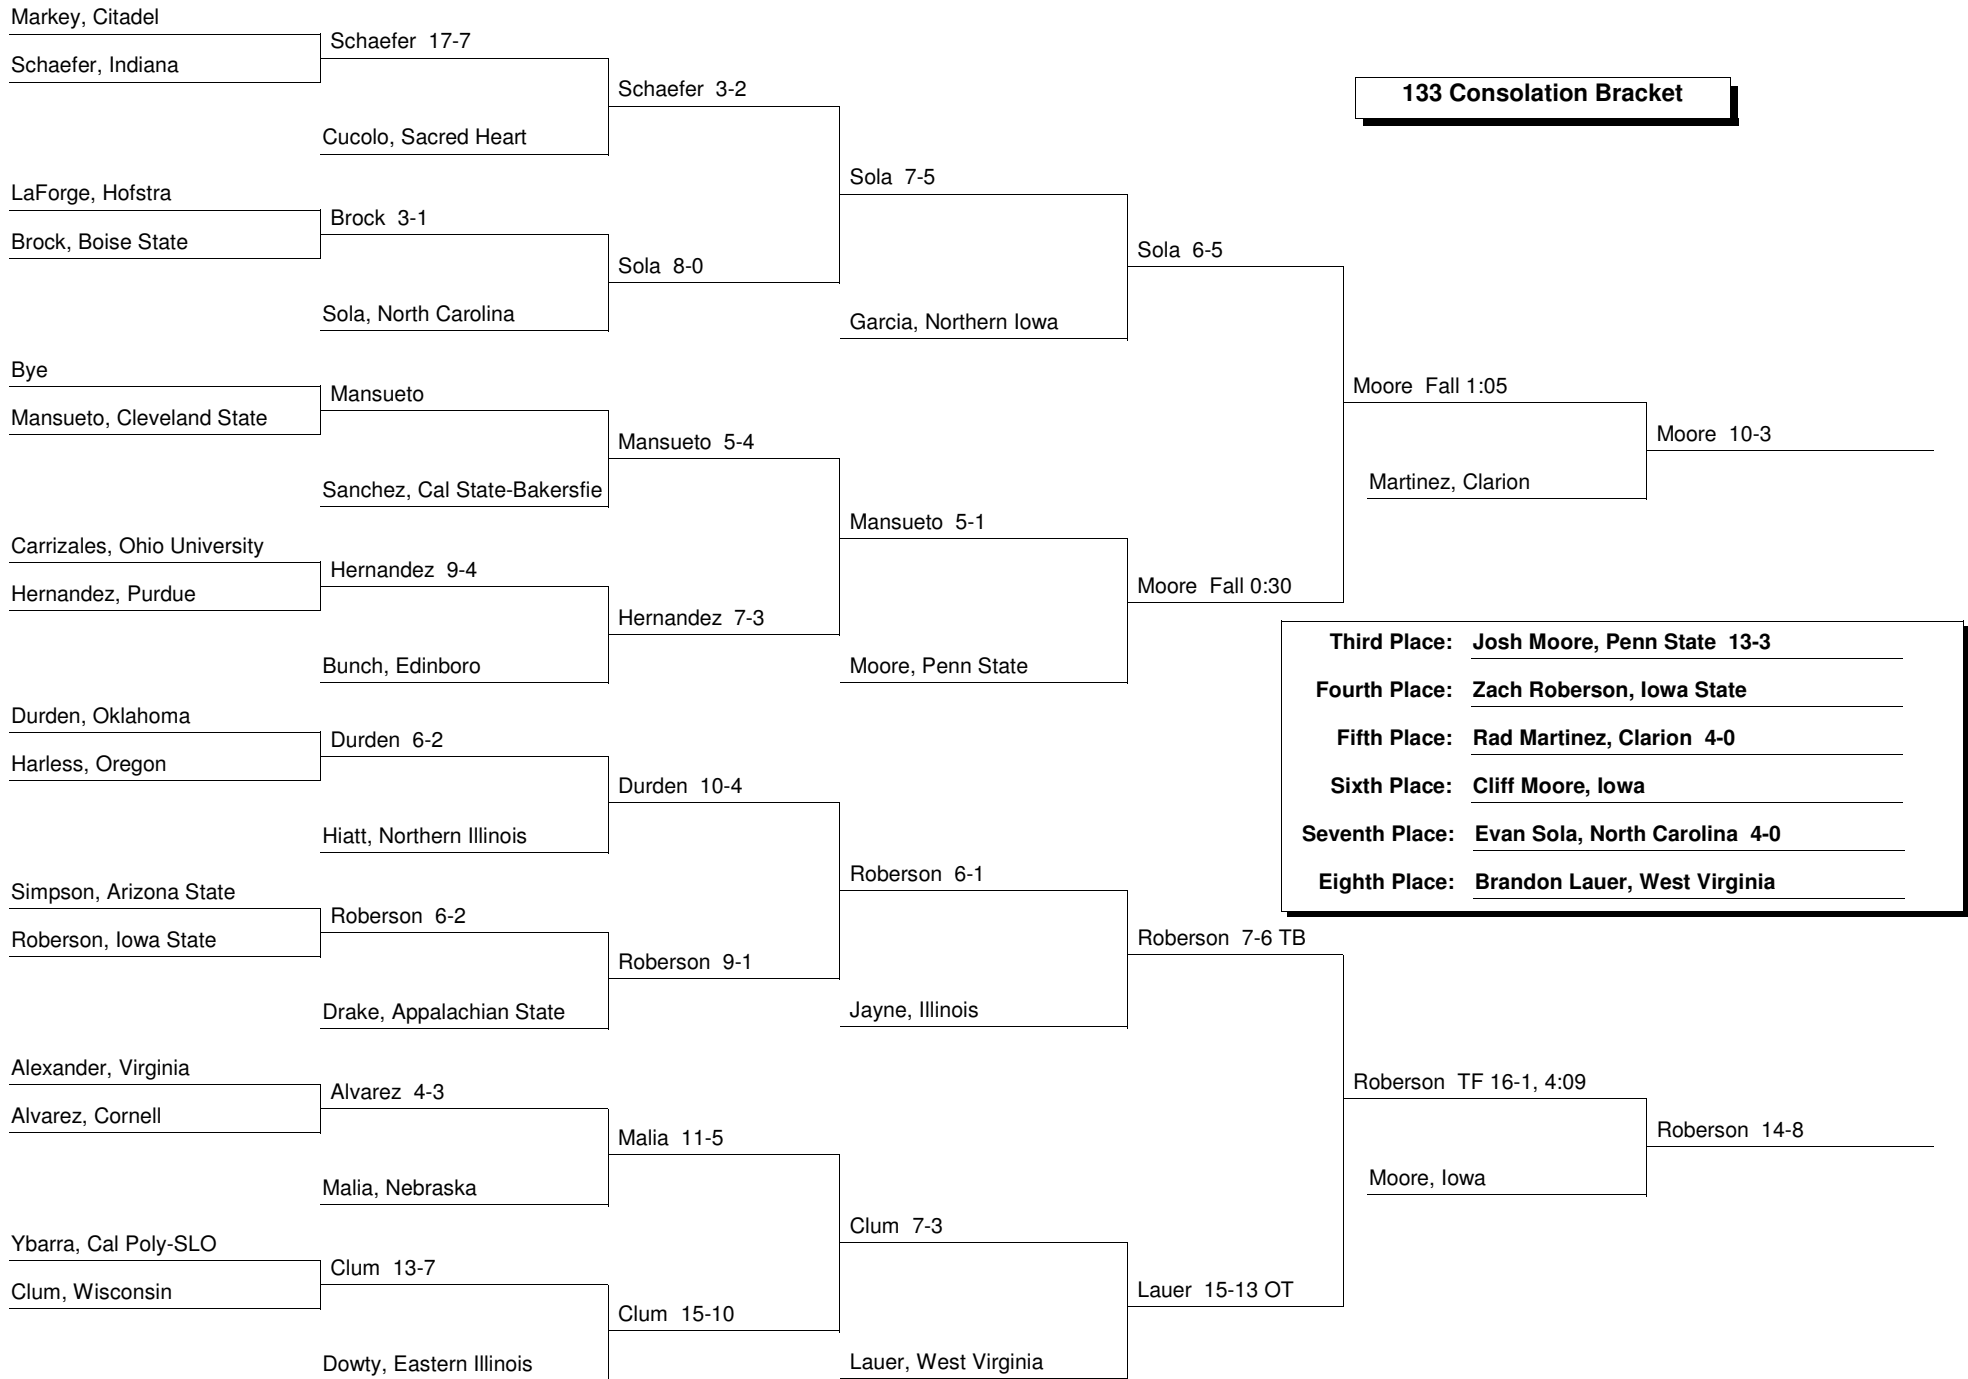 Markey, Citadel
Schaefer 17-7
Schaefer, Indiana
Schaefer 3-2
133 Consolation Bracket
Cucolo, Sacred Heart
Sola 7-5
LaForge, Hofstra
Brock 3-1
Brock, Boise State
Sola 6-5
Sola 8-0
Sola, North Carolina
Garcia, Northern Iowa
Bye
Mansueto
Moore Fall 1:05
Mansueto, Cleveland State
Moore 10-3
Mansueto 5-4
Sanchez, Cal State-Bakersfie
Martinez, Clarion
Mansueto 5-1
Carrizales, Ohio University
Hernandez 9-4
Moore Fall 0:30
Hernandez, Purdue
Hernandez 7-3
Third Place: Josh Moore, Penn State 13-3
Bunch, Edinboro
Moore, Penn State
Fourth Place: Zach Roberson, Iowa State
Durden, Oklahoma
Durden 6-2
Fifth Place: Rad Martinez, Clarion 4-0
Harless, Oregon
Durden 10-4
Sixth Place: Cliff Moore, Iowa
Hiatt, Northern Illinois
Seventh Place: Evan Sola, North Carolina 4-0
Roberson 6-1
Eighth Place: Brandon Lauer, West Virginia
Simpson, Arizona State
Roberson 6-2
Roberson, Iowa State
Roberson 7-6 TB
Roberson 9-1
Drake, Appalachian State
Jayne, Illinois
Alexander, Virginia
Roberson TF 16-1, 4:09
Alvarez 4-3
Alvarez, Cornell
Roberson 14-8
Malia 11-5
Moore, Iowa
Malia, Nebraska
Clum 7-3
Ybarra, Cal Poly-SLO
Clum 13-7
Clum, Wisconsin
Lauer 15-13 OT
Clum 15-10
Dowty, Eastern Illinois
Lauer, West Virginia